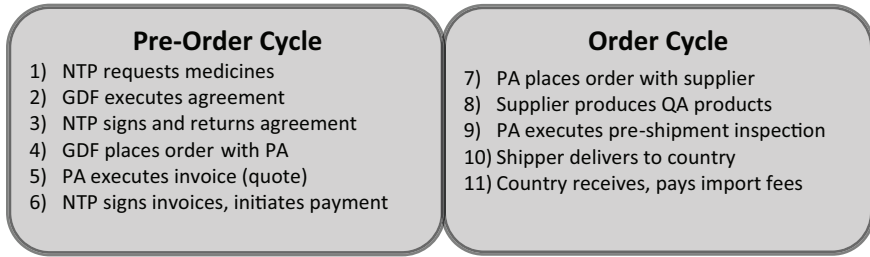 Pre-Order Cycle
1) NTP requests medicines
2) GDF executes agreement
3) NTP signs and returns agreement
4) GDF places order with PA
5) PA executes invoice (quote)
6) NTP signs invoices, initiates payment
Order Cycle
7) PA places order with supplier
8) Supplier produces QA products
9) PA executes pre-shipment inspection
10) Shipper delivers to country
11) Country receives, pays import fees